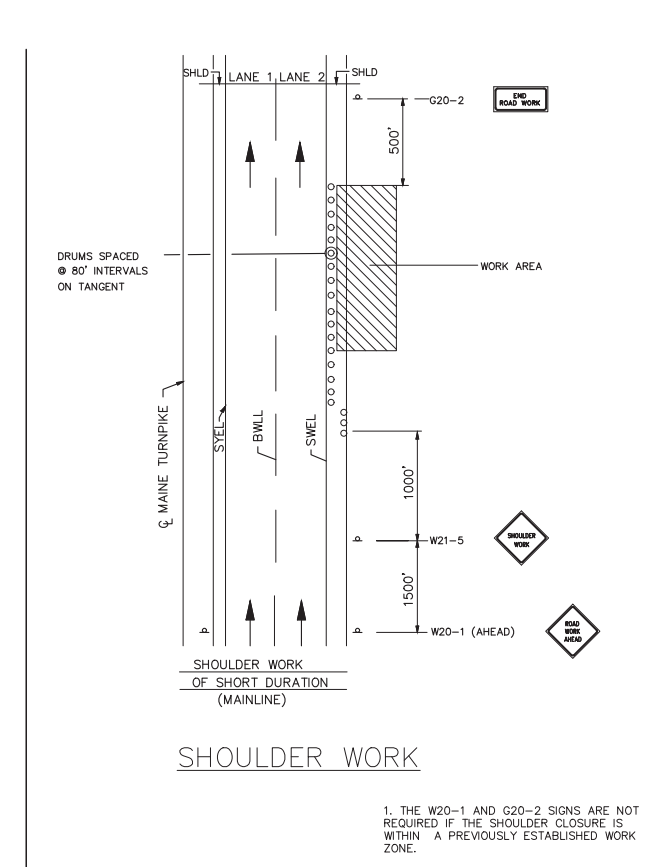 SHLD
LANE 1 LANE 2
SHLD
G20-2
END
ROAD WORK
500'
DRUMS SPACED
@ 80' INTERVALS
ON TANGENT
WORK AREA
℄ MAINE TURNPIKE
SYEL
BWLL
SWEL
1000'
W21-5
SHOULDER
WORK
1500'
W20-1 (AHEAD)
ROAD
WORK
AHEAD
SHOULDER WORK
OF SHORT DURATION
(MAINLINE)
SHOULDER WORK
1. THE W20-1 AND G20-2 SIGNS ARE NOT
REQUIRED IF THE SHOULDER CLOSURE IS
WITHIN A PREVIOUSLY ESTABLISHED WORK
ZONE.